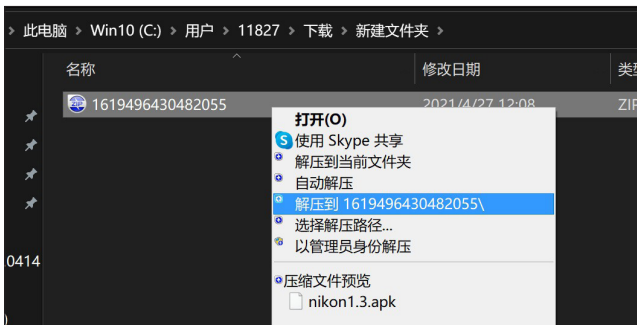 > 此电脑 > Win10 (C:) > 用户 > 11827 > 下载 > 新建文件夹 >
名称 修改日期 类型
1619496430482055 2021/4/27 12:08 ZIP
打开(O)
使用 Skype 共享
解压到当前文件夹
自动解压
解压到 1619496430482055\
选择解压路径...
以管理员身份解压
.0414
压缩文件预览
nikon1.3.apk
)